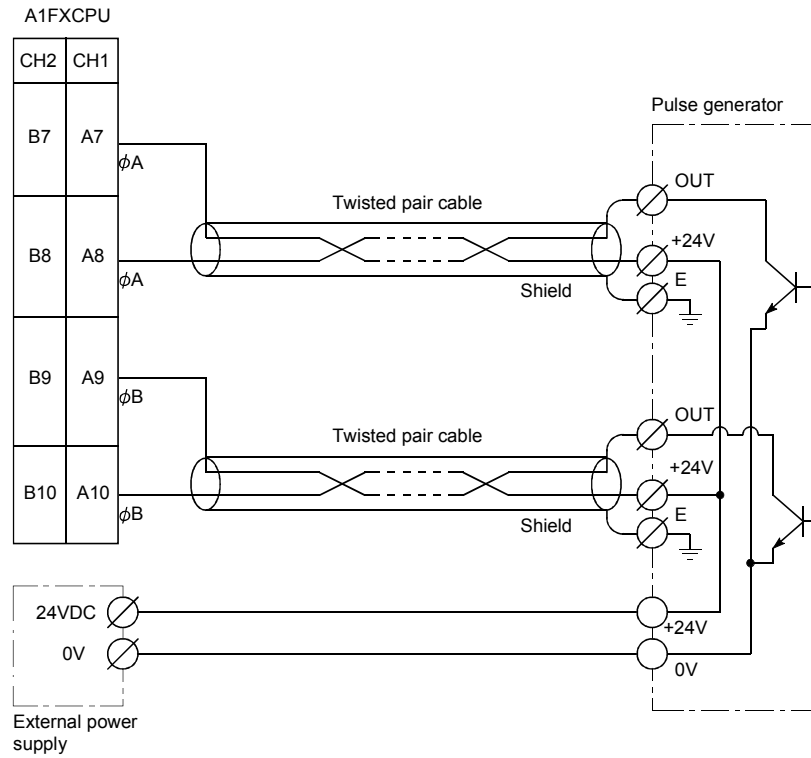 A1FXCPU
CH2 CH1
Pulse generator
B7 A7
ϕA
OUT
Twisted pair cable
+24V
B8 A8
ϕA
E
Shield
B9 A9
ϕB
OUT
Twisted pair cable
+24V
B10 A10
ϕB
E
Shield
24VDC
+24V
0V
0V
External power
supply